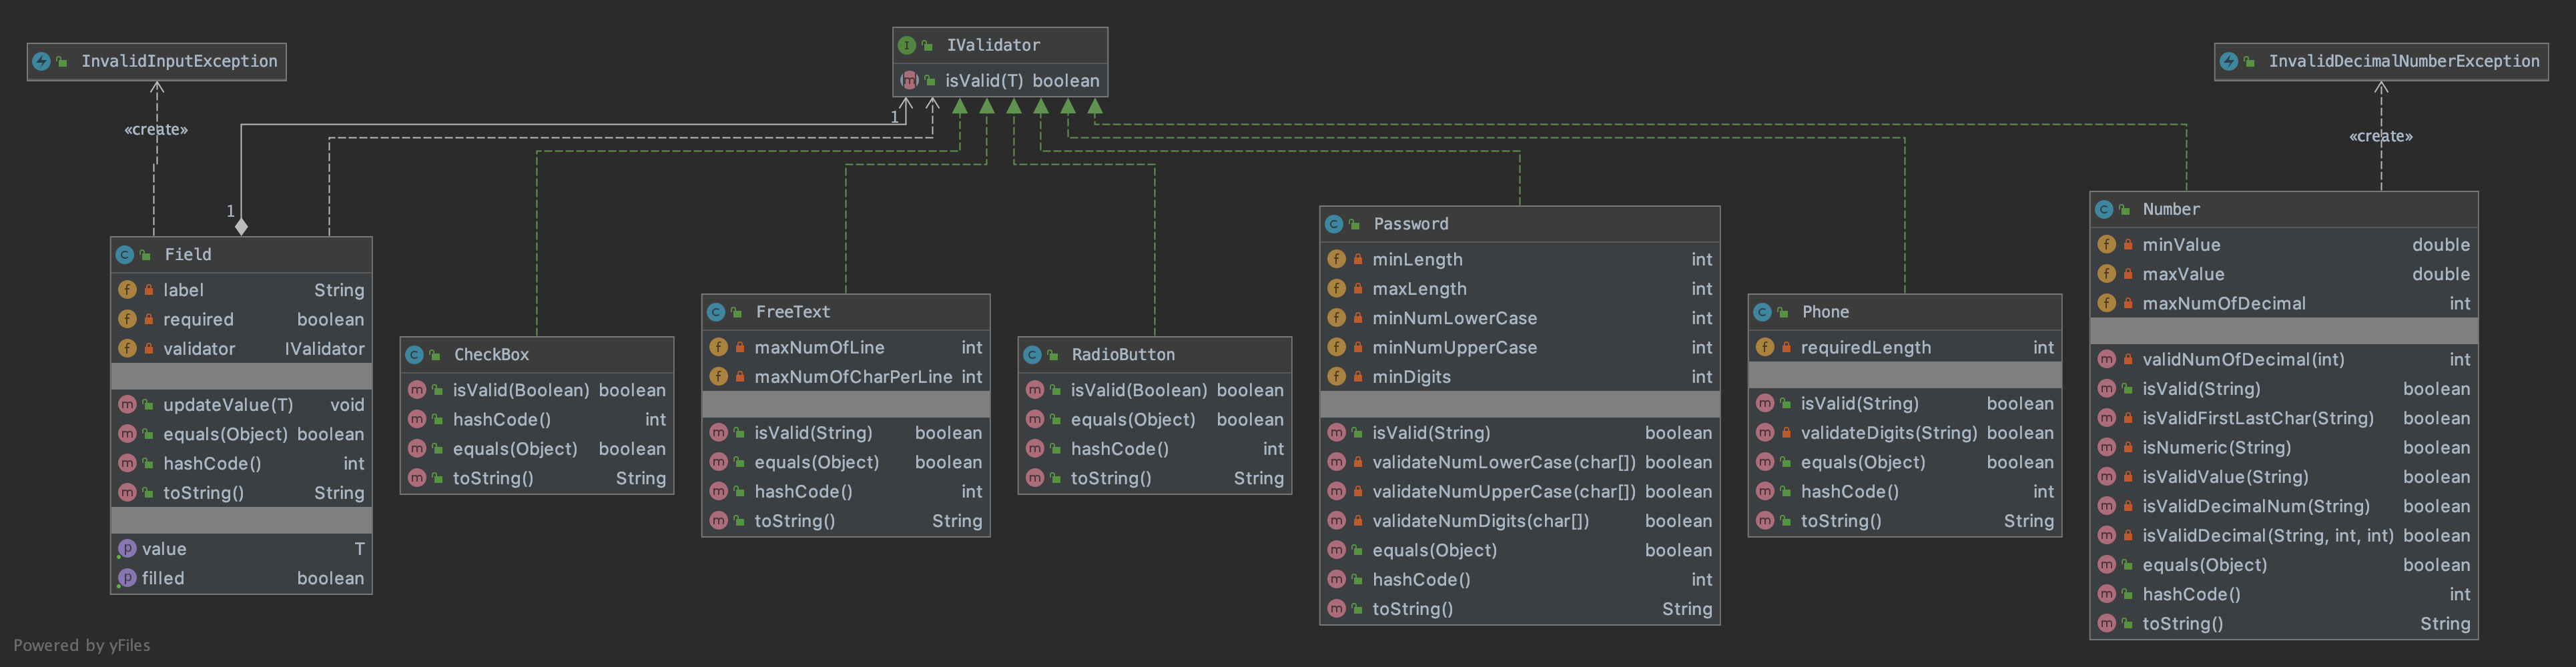 InvalidInputException
«create»
IValidator
isValid(T) boolean
1
1
InvalidDecimalNumberException
«create»
Field
label String
required boolean
validator IValidator
updateValue(T) void
equals(Object) boolean
hashCode() int
toString() String
value T
filled boolean
CheckBox
isValid(Boolean) boolean
hashCode() int
equals(Object) boolean
toString() String
FreeText
maxNumOfLine int
maxNumOfCharPerLine int
isValid(String) boolean
equals(Object) boolean
hashCode() int
toString() String
RadioButton
isValid(Boolean) boolean
equals(Object) boolean
hashCode() int
toString() String
Password
minLength int
maxLength int
minNumLowerCase int
minNumUpperCase int
minDigits int
isValid(String) boolean
validateNumLowerCase(char[]) boolean
validateNumUpperCase(char[]) boolean
validateNumDigits(char[]) boolean
equals(Object) boolean
hashCode() int
toString() String
Phone
requiredLength int
isValid(String) boolean
validateDigits(String) boolean
equals(Object) boolean
hashCode() int
toString() String
Number
minValue double
maxValue double
maxNumOfDecimal int
validNumOfDecimal(int) int
isValid(String) boolean
isValidFirstLastChar(String) boolean
isNumeric(String) boolean
isValidValue(String) boolean
isValidDecimalNum(String) boolean
isValidDecimal(String, int, int) boolean
equals(Object) boolean
hashCode() int
toString() String
Powered by yFiles